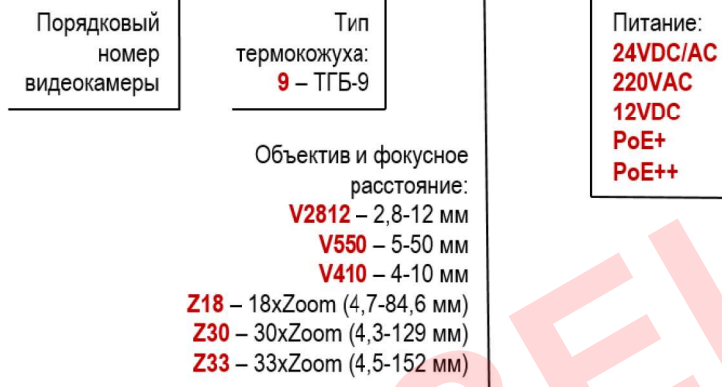 Порядковый
номер
видеокамеры
Тип
термокожуха:
9 – ТГБ-9
Объектив и фокусное
расстояние:
V2812 – 2,8-12 мм
V550 – 5-50 мм
V410 – 4-10 мм
Z18 – 18xZoom (4,7-84,6 мм)
Z30 – 30xZoom (4,3-129 мм)
Z33 – 33xZoom (4,5-152 мм)
Питание:
24VDC/AC
220VAC
12VDC
PoE+
PoE++